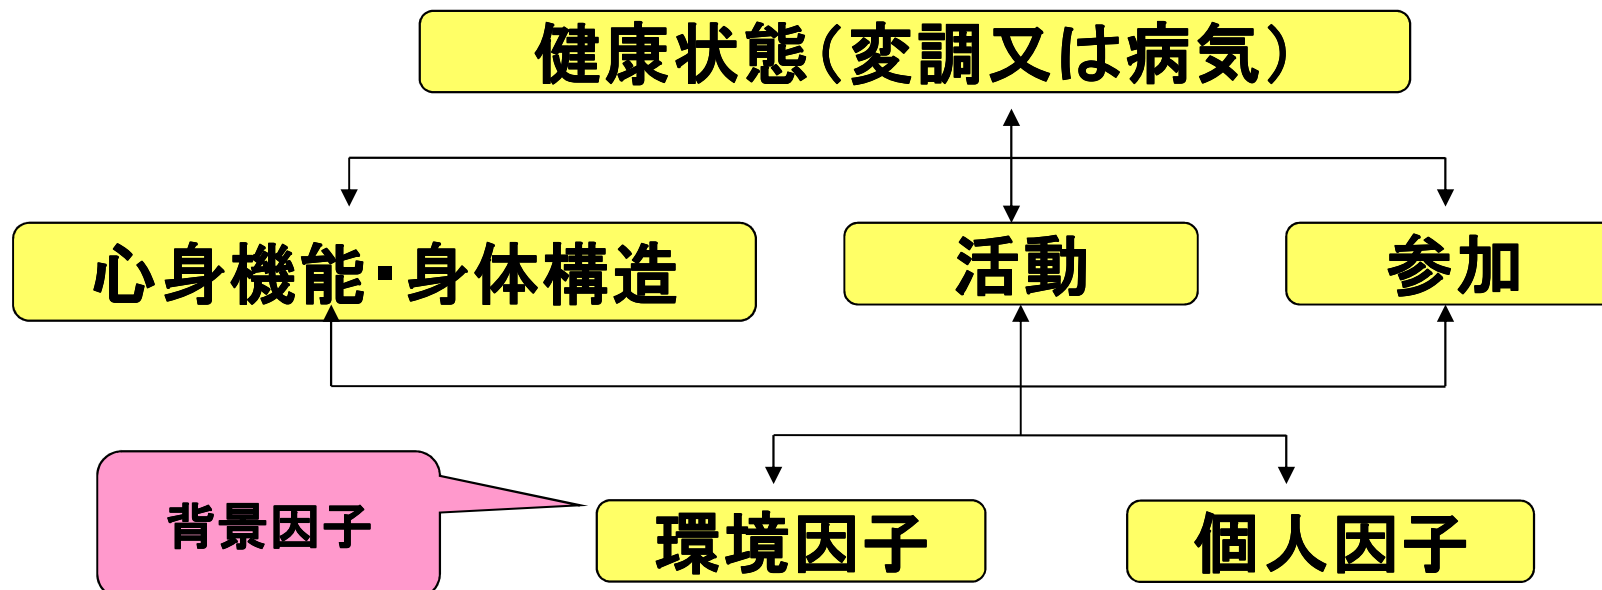 健康状態（変調又は病気）
心身機能・身体構造
活動
参加
背景因子
環境因子
個人因子